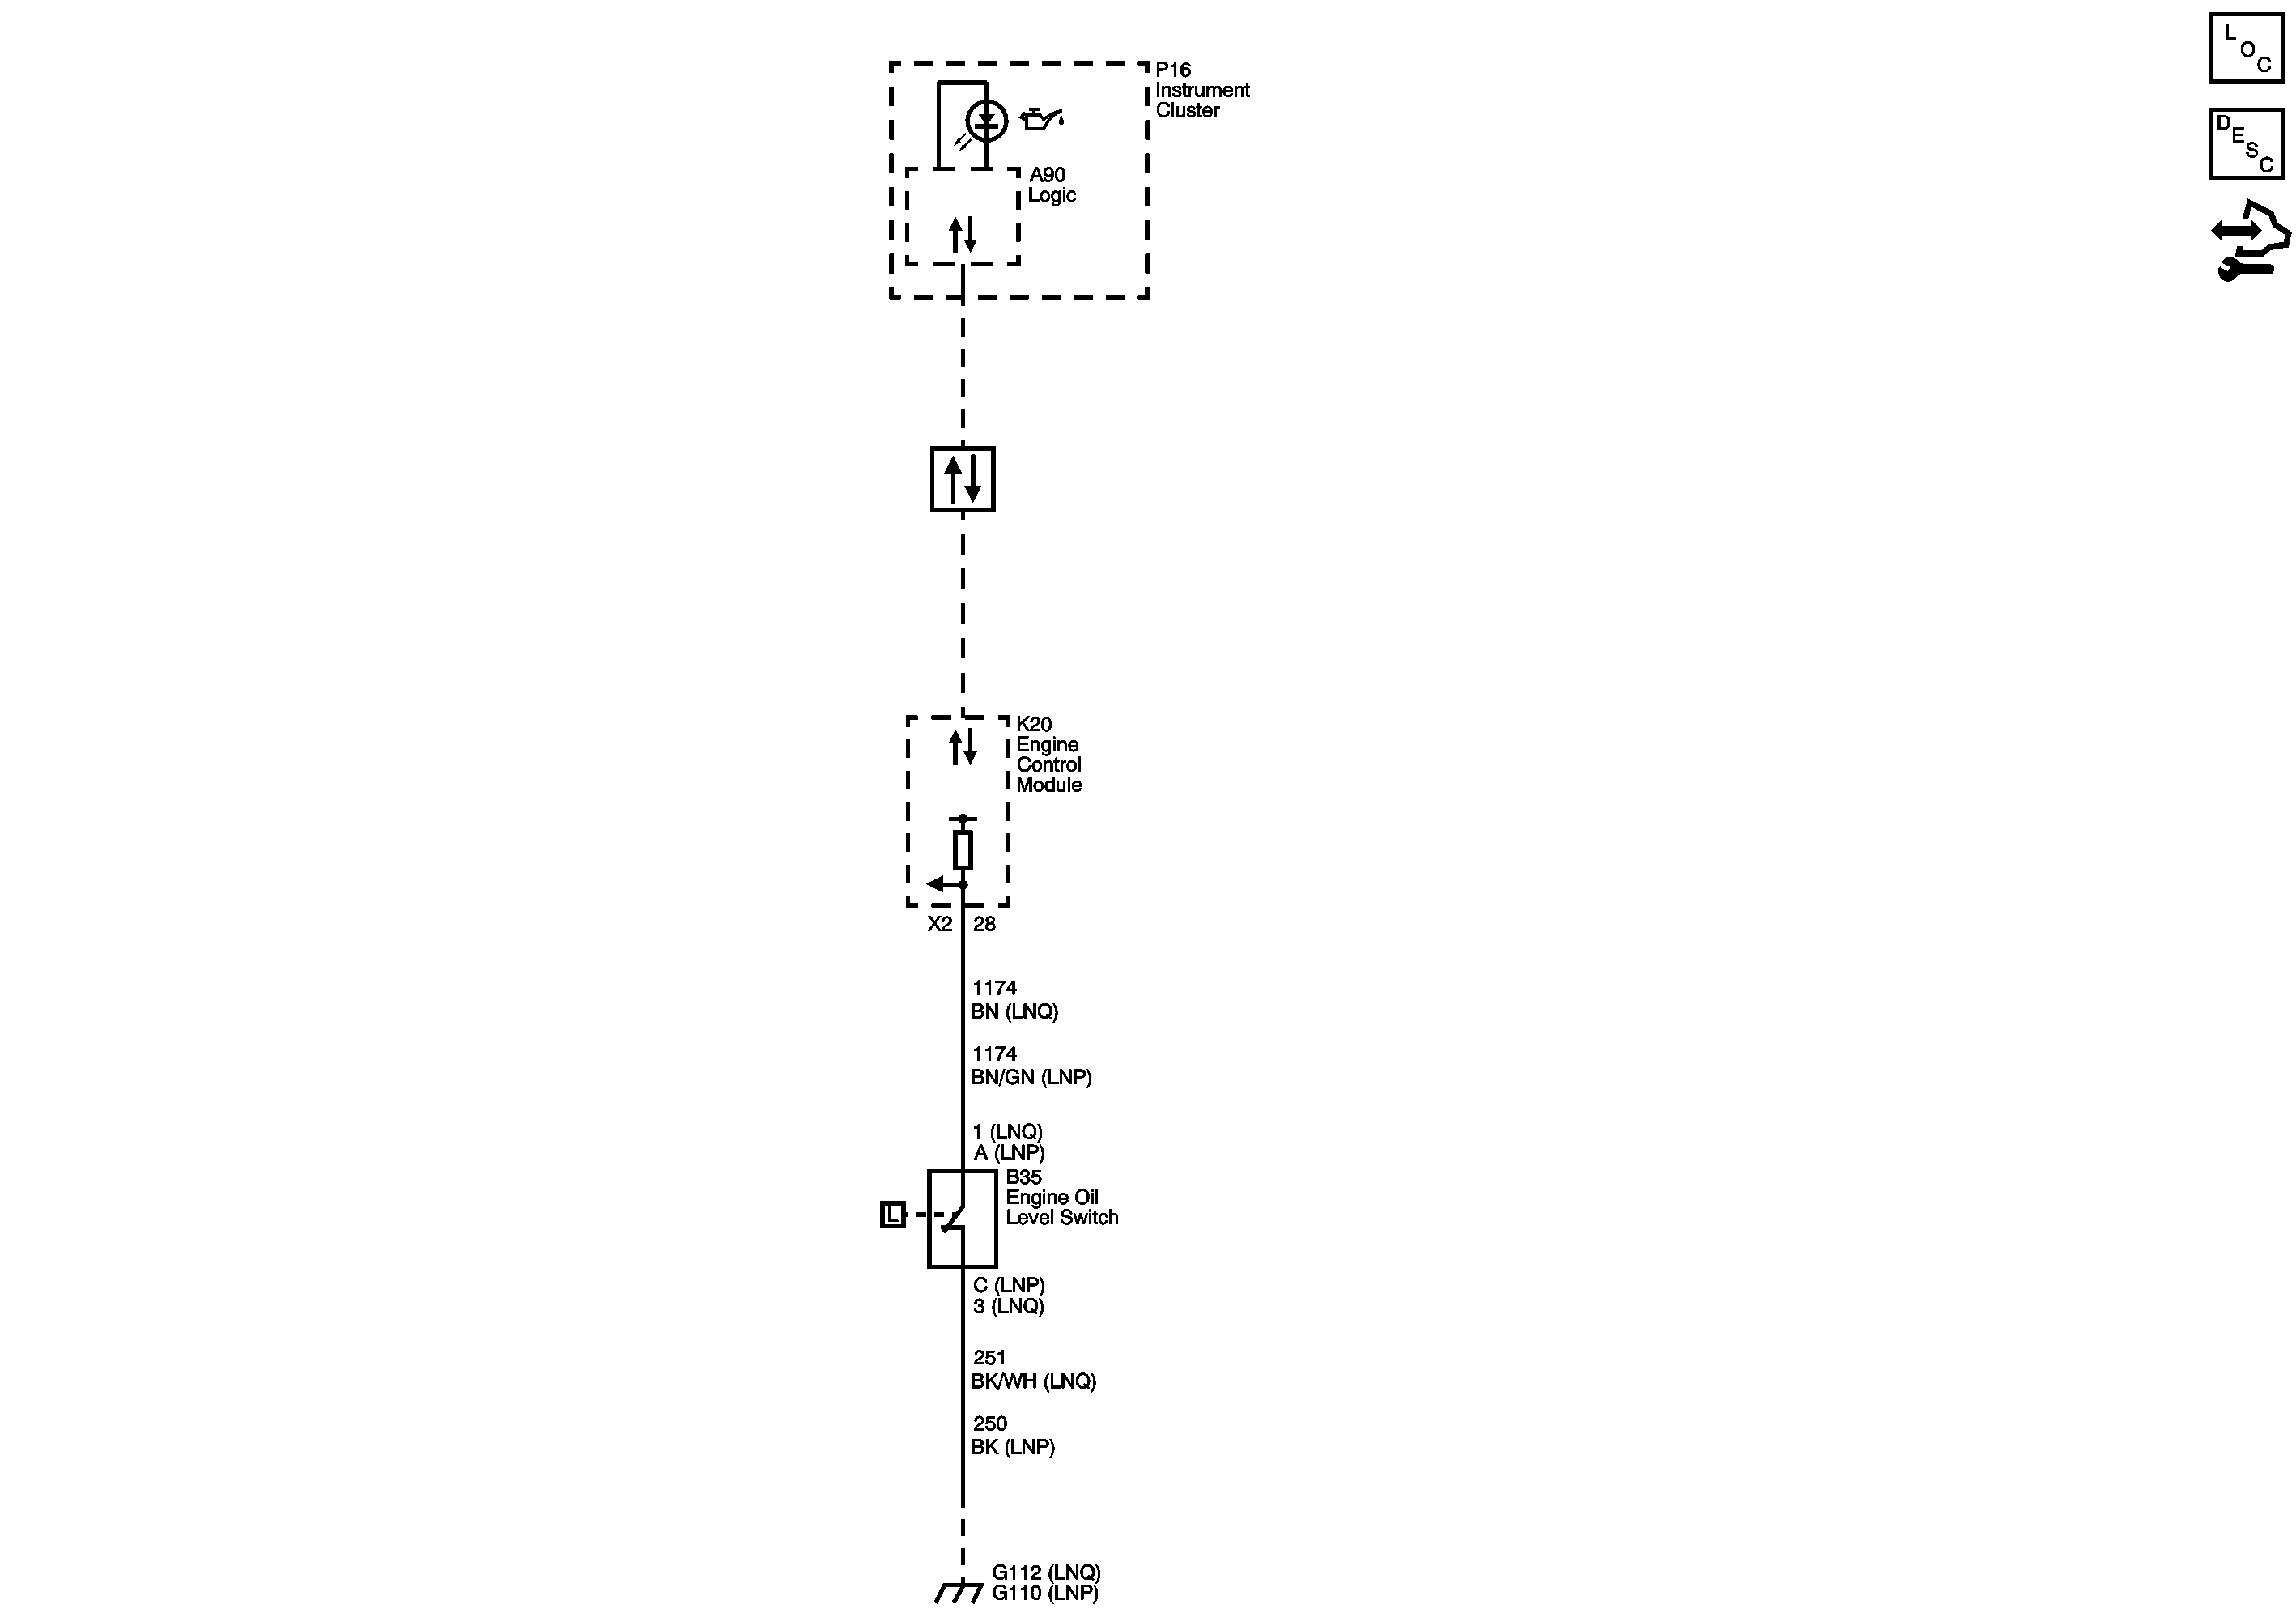 L
O
C
D
E
S
C
P16
Instrument
Cluster
A90
Logic
K20
Engine
Control
Module
X2 28
1174
BN (LNQ)
1174
BN/GN (LNP)
1 (LNQ)
A (LNP)
B35
Engine Oil
Level Switch
L
C (LNP)
3 (LNQ)
251
BK/WH (LNQ)
250
BK (LNP)
G112 (LNQ)
G110 (LNP)